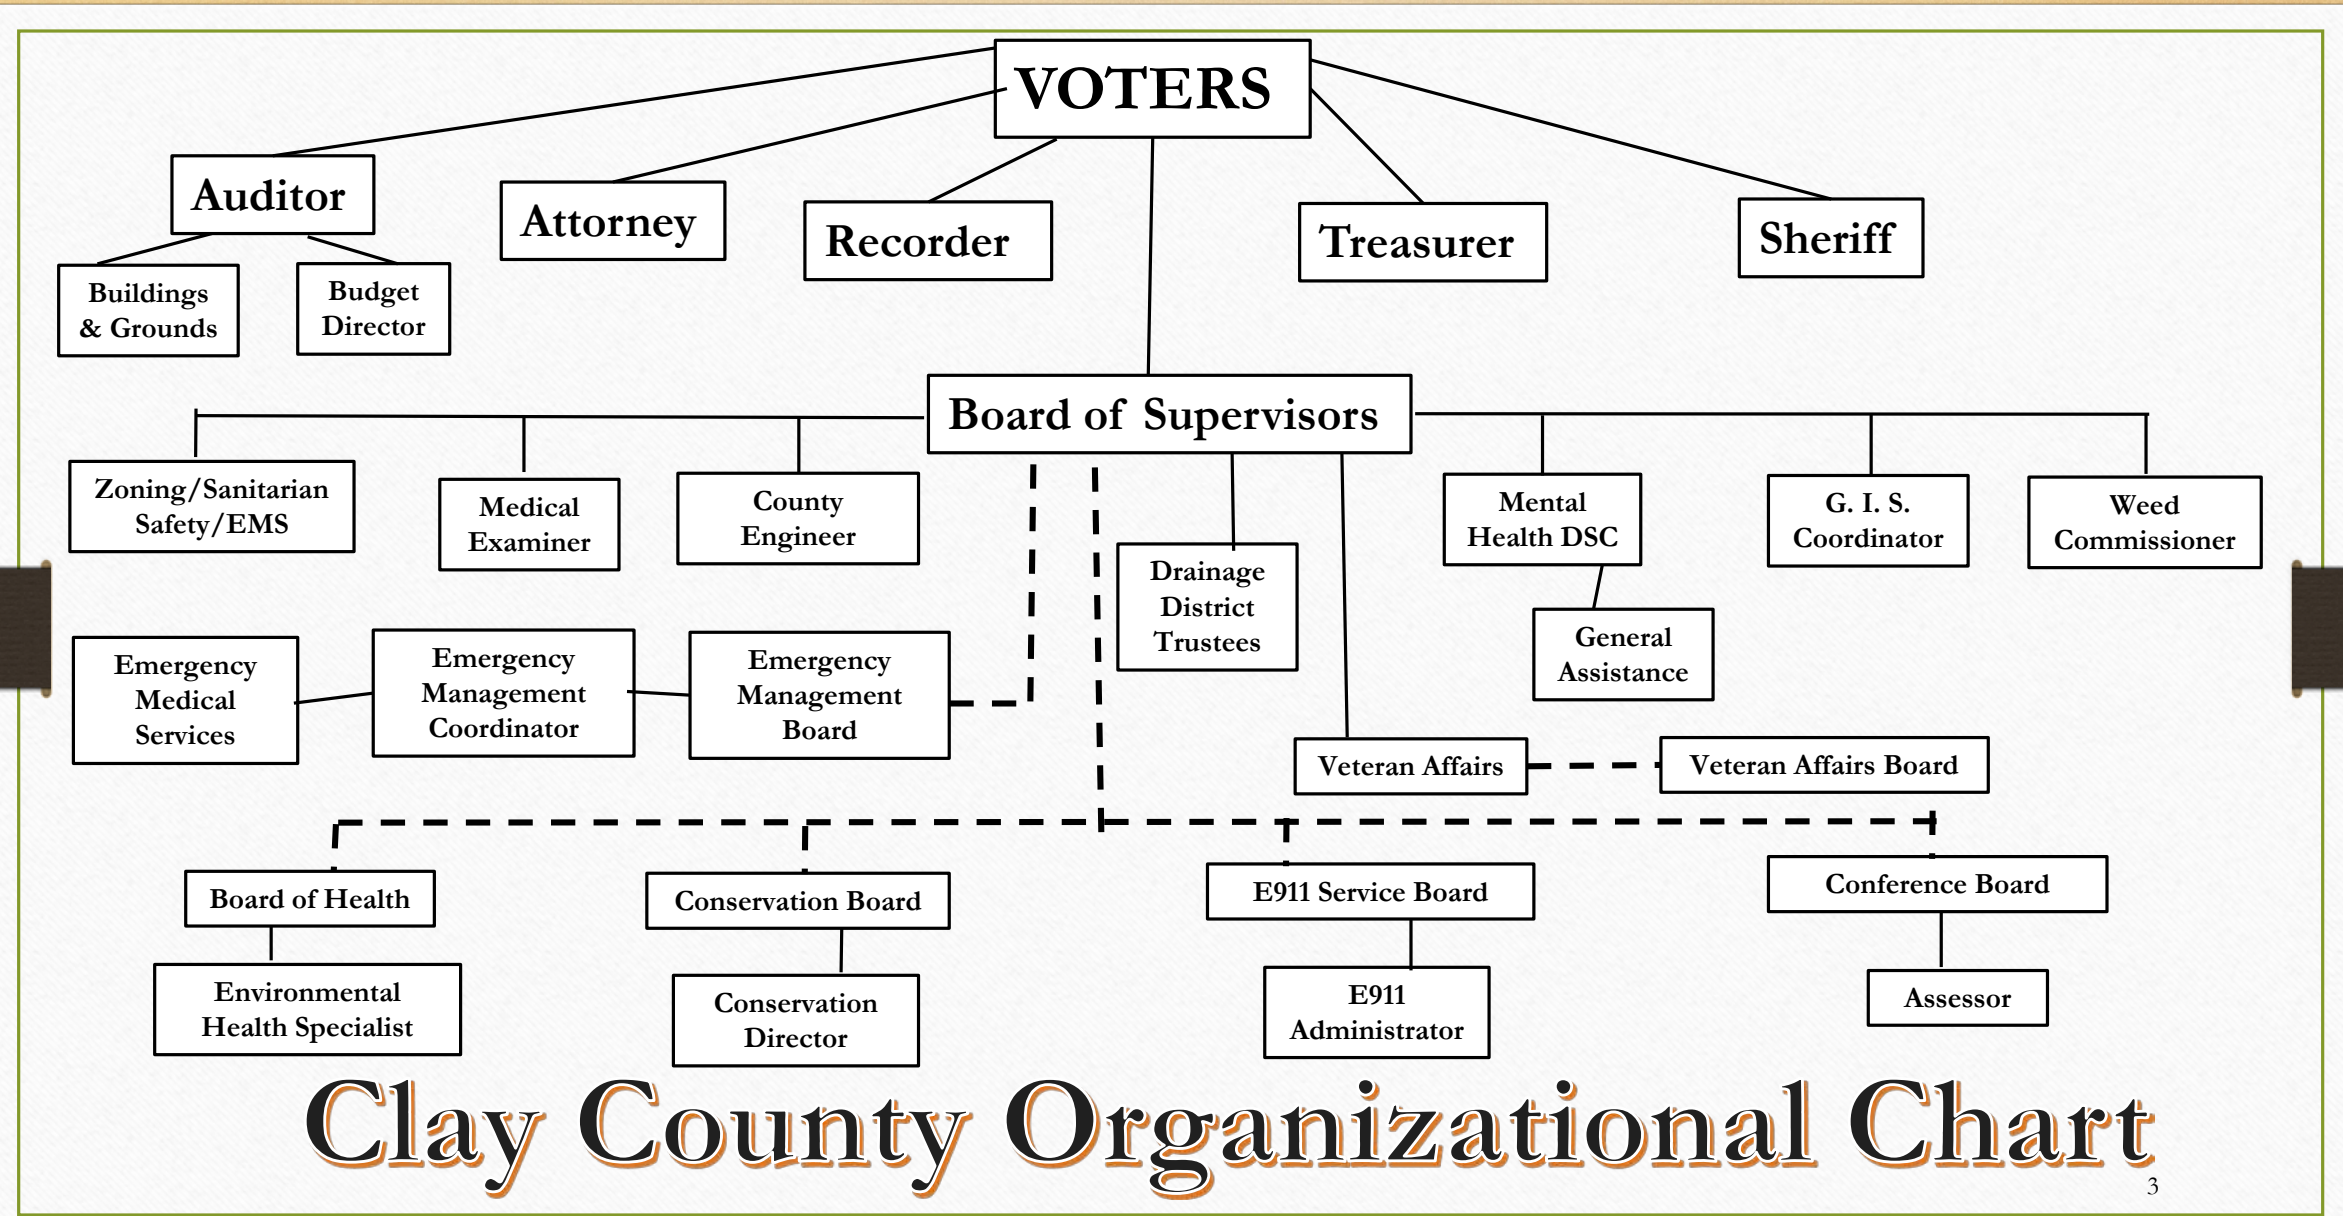 VOTERS
Auditor
Attorney
Recorder
Treasurer
Sheriff
Buildings
& Grounds
Budget
Director
Board of Supervisors
Zoning/Sanitarian
Safety/EMS
Medical
Examiner
County
Engineer
Drainage
District
Trustees
Mental
Health DSC
G. I. S.
Coordinator
Weed
Commissioner
General
Assistance
Emergency
Medical
Services
Emergency
Management
Coordinator
Emergency
Management
Board
Veteran Affairs
Veteran Affairs Board
Board of Health
Conservation Board
E911 Service Board
Conference Board
Environmental
Health Specialist
Conservation
Director
E911
Administrator
Assessor
Clay County Organizational Chart
3